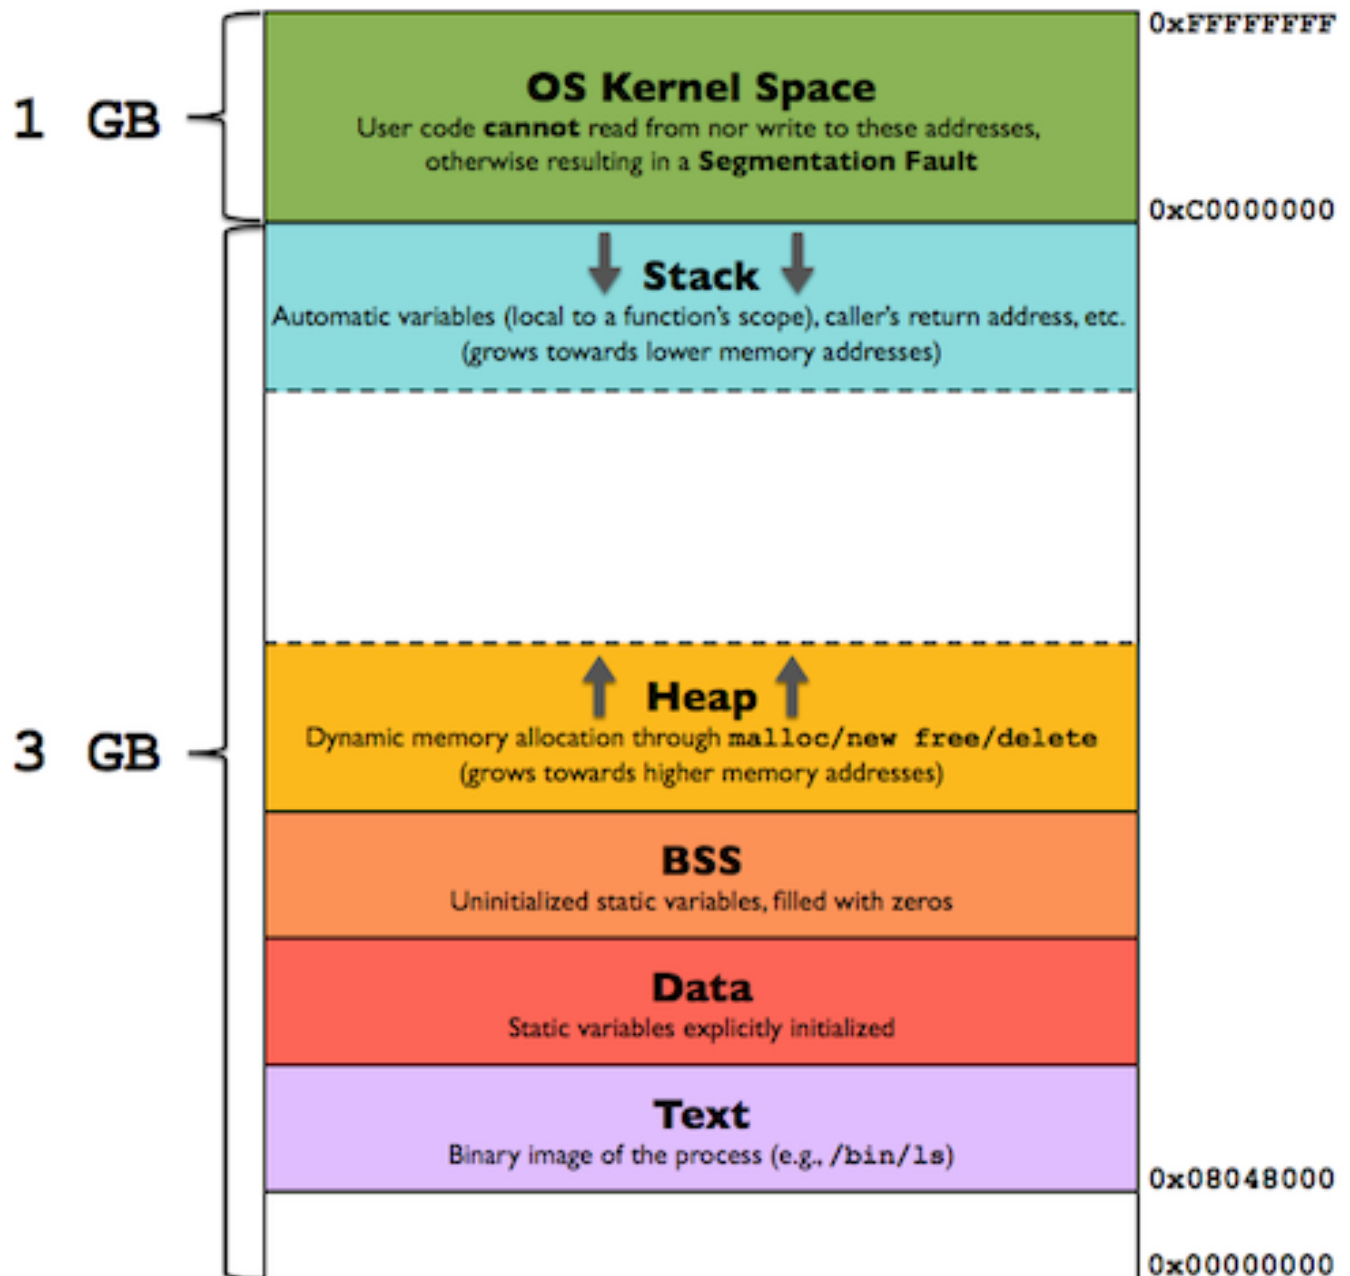 0xFFFFFFFF
OS Kernel Space
User code cannot read from nor write to these addresses,
otherwise resulting in a Segmentation Fault
1 GB
0xC0000000
Stack
Automatic variables (local to a function's scope), caller's return address, etc.
(grows towards lower memory addresses)
Heap
Dynamic memory allocation through malloc/new free/delete
(grows towards higher memory addresses)
3 GB
BSS
Uninitialized static variables, filled with zeros
Data
Static variables explicitly initialized
Text
Binary image of the process (e.g., /bin/ls)
0x08048000
0x00000000